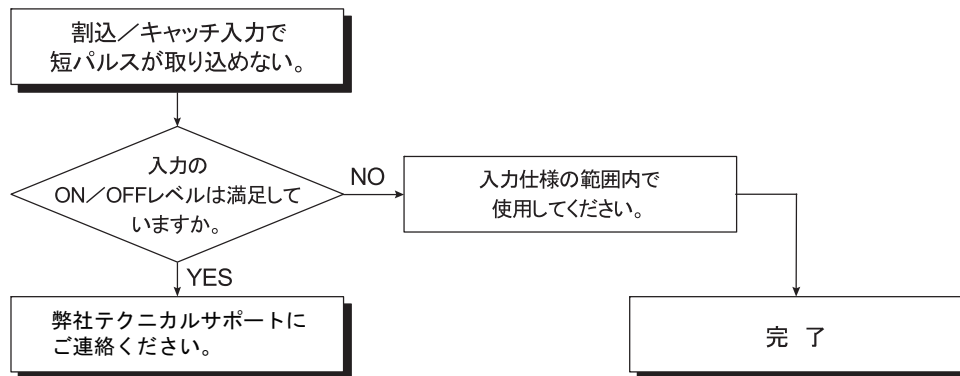 割込／キャッチ入力で
短パルスが取り込めない。
入力の
ON／OFFレベルは満足して
いますか。
NO
入力仕様の範囲内で
使用してください。
YES
弊社テクニカルサポートに
ご連絡ください。
完 了